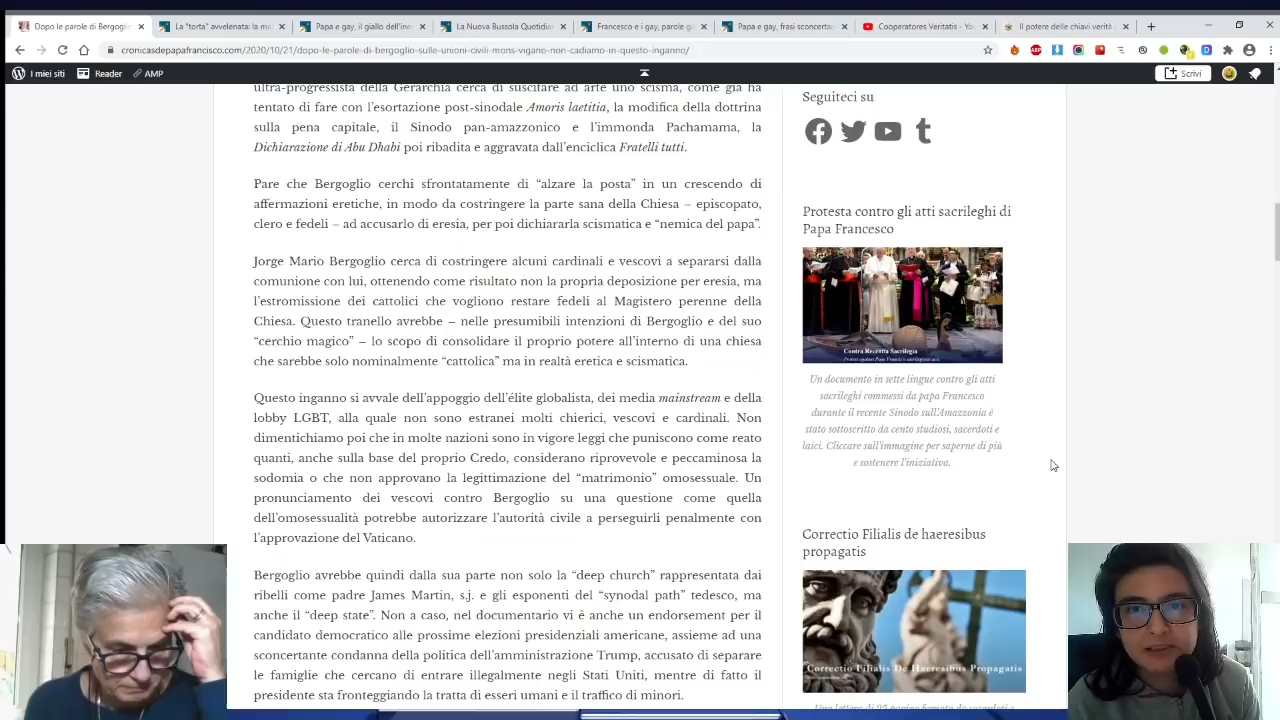 Dopo le parole di Bergoglio
La "torta" avvelenata: la ma
Papa e gay, il giallo dell'ine
La Nuova Bussola Quotidian
Francesco e i gay, parole gu
Papa e gay, frasi sconcertan
Cooperatores Veritatis - Yo
Il potere delle chiavi verità e
cronicasdepapafrancisco.com/2020/10/21/dopo-le-parole-di-bergoglio-sulle-unioni-civili-mons-vigano-non-cadiamo-in-questo-inganno/
I miei siti Reader AMP Scrivi
ultra-progressista della Gerarchia cerca di suscitare ad arte uno scisma, come già ha
tentato di fare con l'esortazione post-sinodale Amoris laetitia, la modifica della dottrina
sulla pena capitale, il Sinodo pan-amazzonico e l'immonda Pachamama, la
Dichiarazione di Abu Dhabi poi ribadita e aggravata dall'enciclica Fratelli tutti.
Pare che Bergoglio cerchi sfrontatamente di "alzare la posta" in un crescendo di
affermazioni eretiche, in modo da costringere la parte sana della Chiesa – episcopato,
clero e fedeli – ad accusarlo di eresia, per poi dichiararla scismatica e "nemica del papa".
Jorge Mario Bergoglio cerca di costringere alcuni cardinali e vescovi a separarsi dalla
comunione con lui, ottenendo come risultato non la propria deposizione per eresia, ma
l'estromissione dei cattolici che vogliono restare fedeli al Magistero perenne della
Chiesa. Questo tranello avrebbe – nelle presumibili intenzioni di Bergoglio e del suo
"cerchio magico" – lo scopo di consolidare il proprio potere all'interno di una chiesa
che sarebbe solo nominalmente "cattolica" ma in realtà eretica e scismatica.
Questo inganno si avvale dell'appoggio dell'élite globalista, dei media mainstream e della
lobby LGBT, alla quale non sono estranei molti chierici, vescovi e cardinali. Non
dimentichiamo poi che in molte nazioni sono in vigore leggi che puniscono come reato
quanti, anche sulla base del proprio Credo, considerino riprovevole e peccaminosa la
sodomia o che non approvano la legittimazione del "matrimonio" omosessuale. Un
pronunciamento dei vescovi contro Bergoglio su una questione come quella
dell'omosessualità potrebbe autorizzare l'autorità civile a perseguirli penalmente con
l'approvazione del Vaticano.
Bergoglio avrebbe quindi dalla sua parte non solo la "deep church" rappresentata dai
ribelli come padre James Martin, s.j. e gli esponenti del "synodal path" tedesco, ma
anche il "deep state". Non a caso, nel documentario vi è anche un endorsement per il
candidato democratico alle prossime elezioni presidenziali americane, assieme ad una
sconcertante condanna della politica dell'amministrazione Trump, accusato di separare
le famiglie che cercano di entrare illegalmente negli Stati Uniti, mentre di fatto il
presidente sta fronteggiando la tratta di esseri umani e il traffico di minori.
Seguiteci su
Protesta contro gli atti sacrileghi di
Papa Francesco
Contra Recentia Sacrilegia
Protest against Pope Francis's sacrilegious acts
Un documento in sette lingue contro gli atti
sacrileghi commessi da papa Francesco
durante il recente Sinodo sull'Amazzonia è
stato sottoscritto da cento studiosi, sacerdoti e
laici. Cliccare sull'immagine per saperne di più
e sostenere l'iniziativa.
Correctio Filialis de haeresibus
propagatis
Correctio Filialis De Haeresibus Propagatis